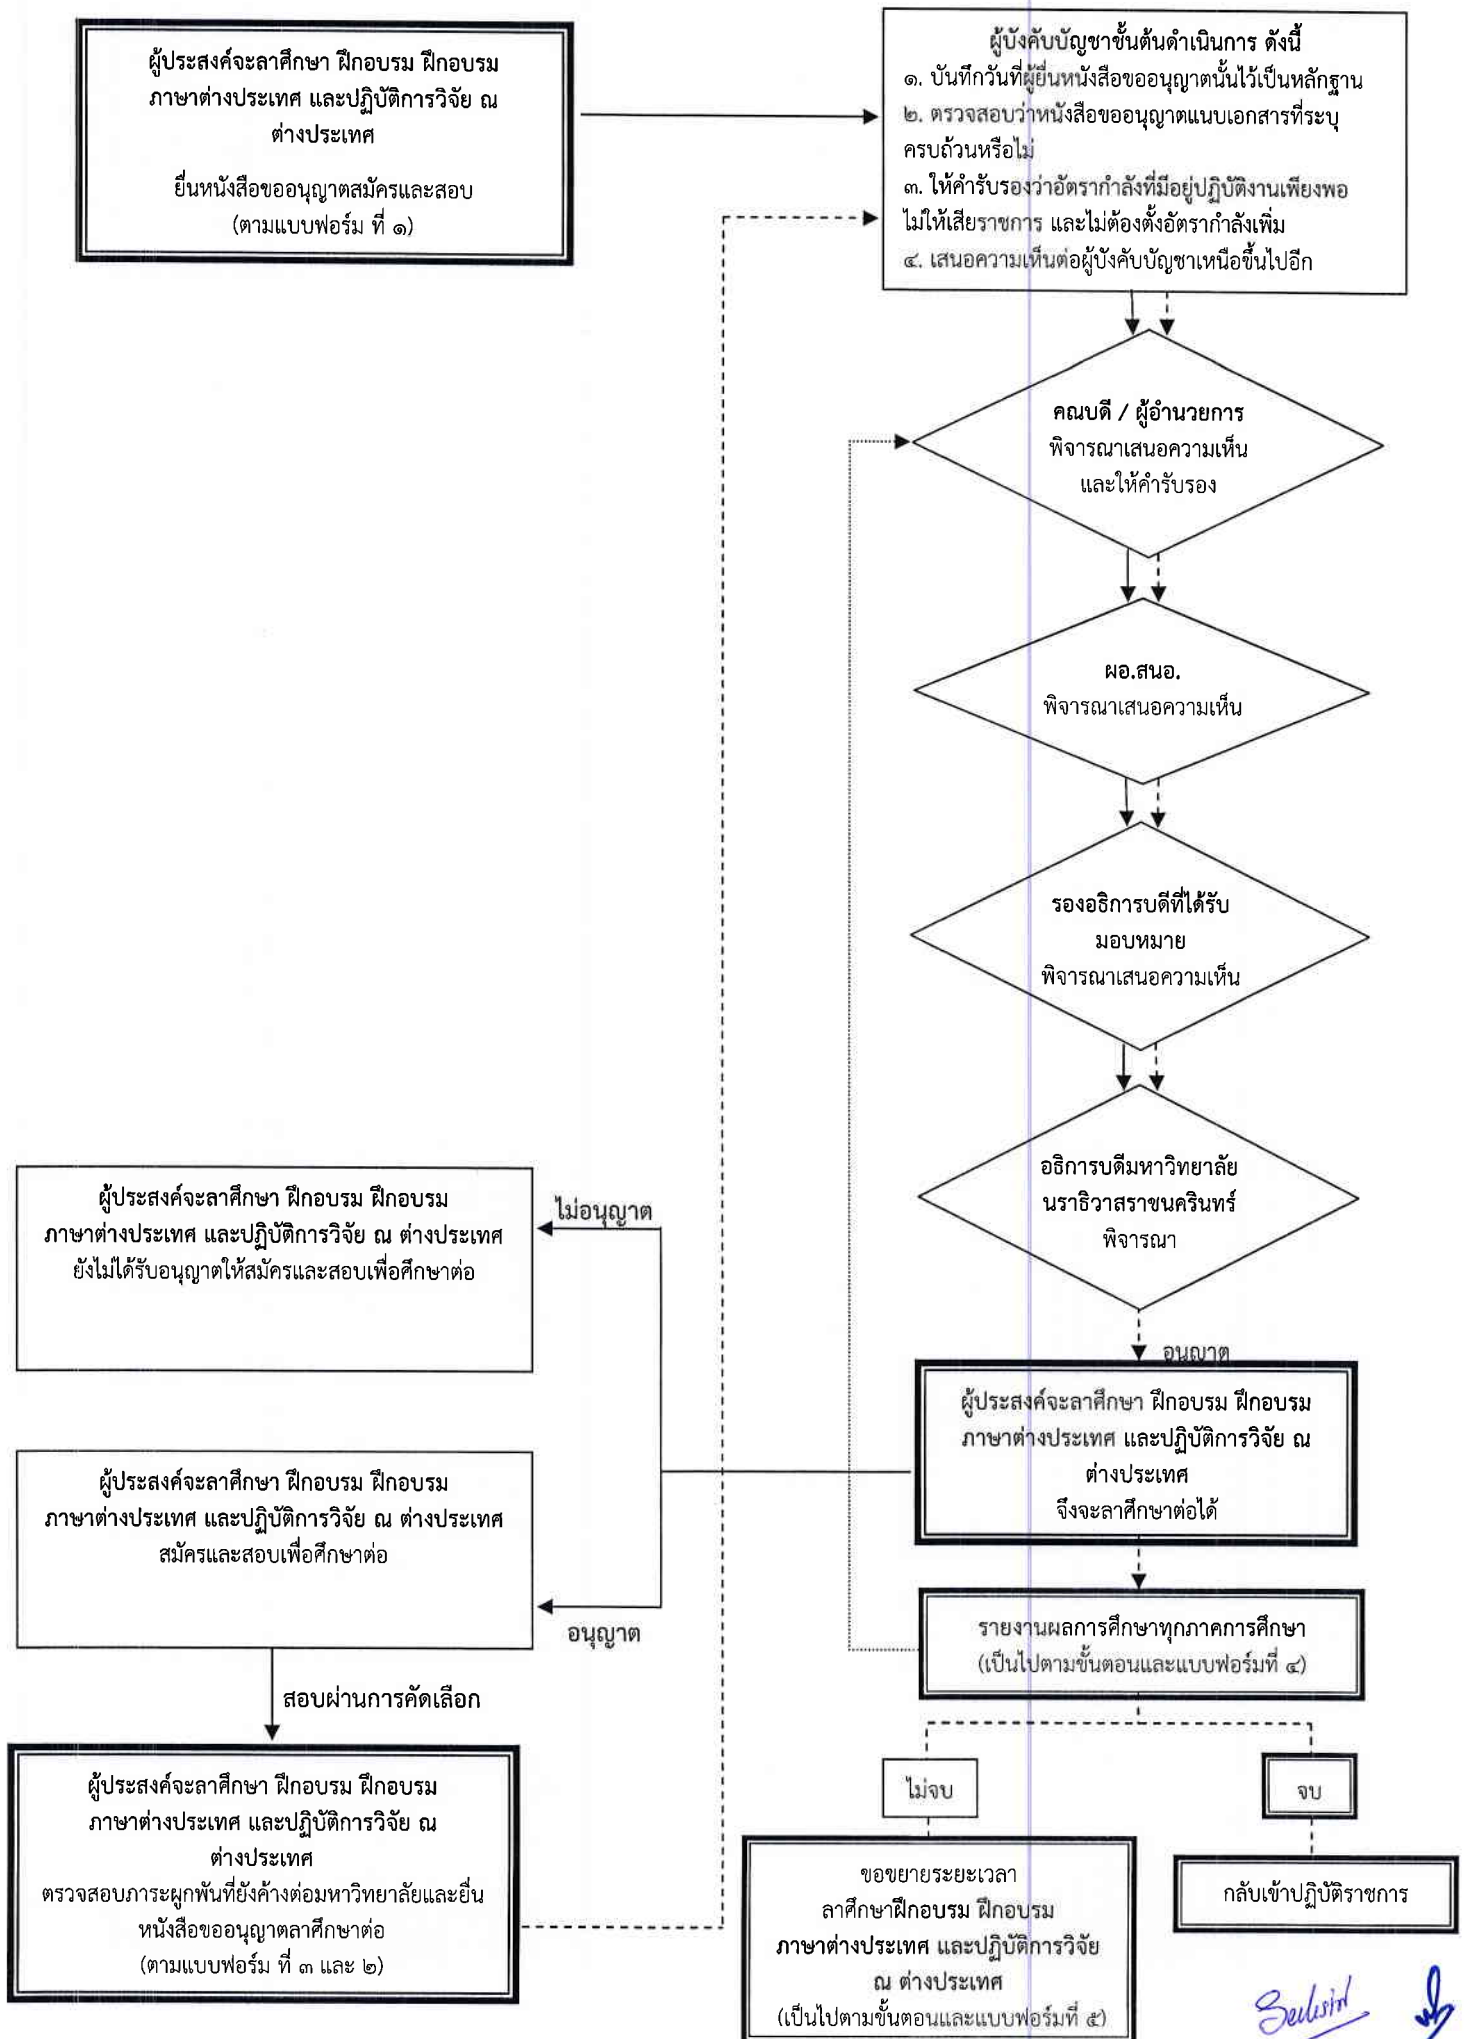 ผู้ประสงค์จะลาศึกษา ฝึกอบรม ฝึกอบรม
ภาษาต่างประเทศ และปฏิบัติการวิจัย ณ
ต่างประเทศ
ยื่นหนังสือขออนุญาตสมัครและสอบ
(ตามแบบฟอร์ม ที่ ๑)
ผู้บังคับบัญชาชั้นต้นดำเนินการ ดังนี้
๑. บันทึกวันที่ผู้ยื่นหนังสือขออนุญาตนั้นไว้เป็นหลักฐาน
๒. ตรวจสอบว่าหนังสือขออนุญาตแนบเอกสารที่ระบุ
ครบถ้วนหรือไม่
๓. ให้คำรับรองว่าอัตรากำลังที่มีอยู่ปฏิบัติงานเพียงพอ
ไม่ให้เสียราชการ และไม่ต้องตั้งอัตรากำลังเพิ่ม
๔. เสนอความเห็นต่อผู้บังคับบัญชาเหนือขึ้นไปอีก
คณบดี / ผู้อำนวยการ
พิจารณาเสนอความเห็น
และให้คำรับรอง
ผอ.สนอ.
พิจารณาเสนอความเห็น
รองอธิการบดีที่ได้รับ
มอบหมาย
พิจารณาเสนอความเห็น
อธิการบดีมหาวิทยาลัย
นราธิวาสราชนครินทร์
พิจารณา
อนุญาต
ผู้ประสงค์จะลาศึกษา ฝึกอบรม ฝึกอบรม
ภาษาต่างประเทศ และปฏิบัติการวิจัย ณ
ต่างประเทศ
จึงจะลาศึกษาต่อได้
ไม่อนุญาต
ผู้ประสงค์จะลาศึกษา ฝึกอบรม ฝึกอบรม
ภาษาต่างประเทศ และปฏิบัติการวิจัย ณ ต่างประเทศ
ยังไม่ได้รับอนุญาตให้สมัครและสอบเพื่อศึกษาต่อ
ผู้ประสงค์จะลาศึกษา ฝึกอบรม ฝึกอบรม
ภาษาต่างประเทศ และปฏิบัติการวิจัย ณ ต่างประเทศ
สมัครและสอบเพื่อศึกษาต่อ
อนุญาต
สอบผ่านการคัดเลือก
ผู้ประสงค์จะลาศึกษา ฝึกอบรม ฝึกอบรม
ภาษาต่างประเทศ และปฏิบัติการวิจัย ณ
ต่างประเทศ
ตรวจสอบภาระผูกพันที่ยังค้างต่อมหาวิทยาลัยและยื่น
หนังสือขออนุญาตลาศึกษาต่อ
(ตามแบบฟอร์ม ที่ ๓ และ ๒)
รายงานผลการศึกษาทุกภาคการศึกษา
(เป็นไปตามขั้นตอนและแบบฟอร์มที่ ๔)
ไม่จบ
จบ
ขอขยายระยะเวลา
ลาศึกษาฝึกอบรม ฝึกอบรม
ภาษาต่างประเทศ และปฏิบัติการวิจัย
ณ ต่างประเทศ
(เป็นไปตามขั้นตอนและแบบฟอร์มที่ ๕)
กลับเข้าปฏิบัติราชการ